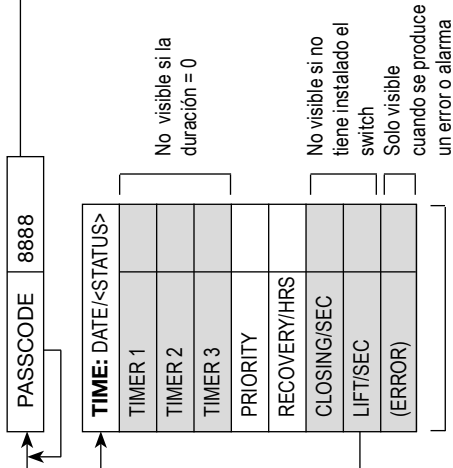 PASSCODE 8888
TIME: DATE/<STATUS>
TIMER 1
TIMER 2
TIMER 3
PRIORITY
RECOVERY/HRS
CLOSING/SEC
LIFT/SEC
(ERROR)
No visible si la
duración = 0
No visible si no
tiene instalado el
switch
Solo visible
cuando se produce
un error o alarma